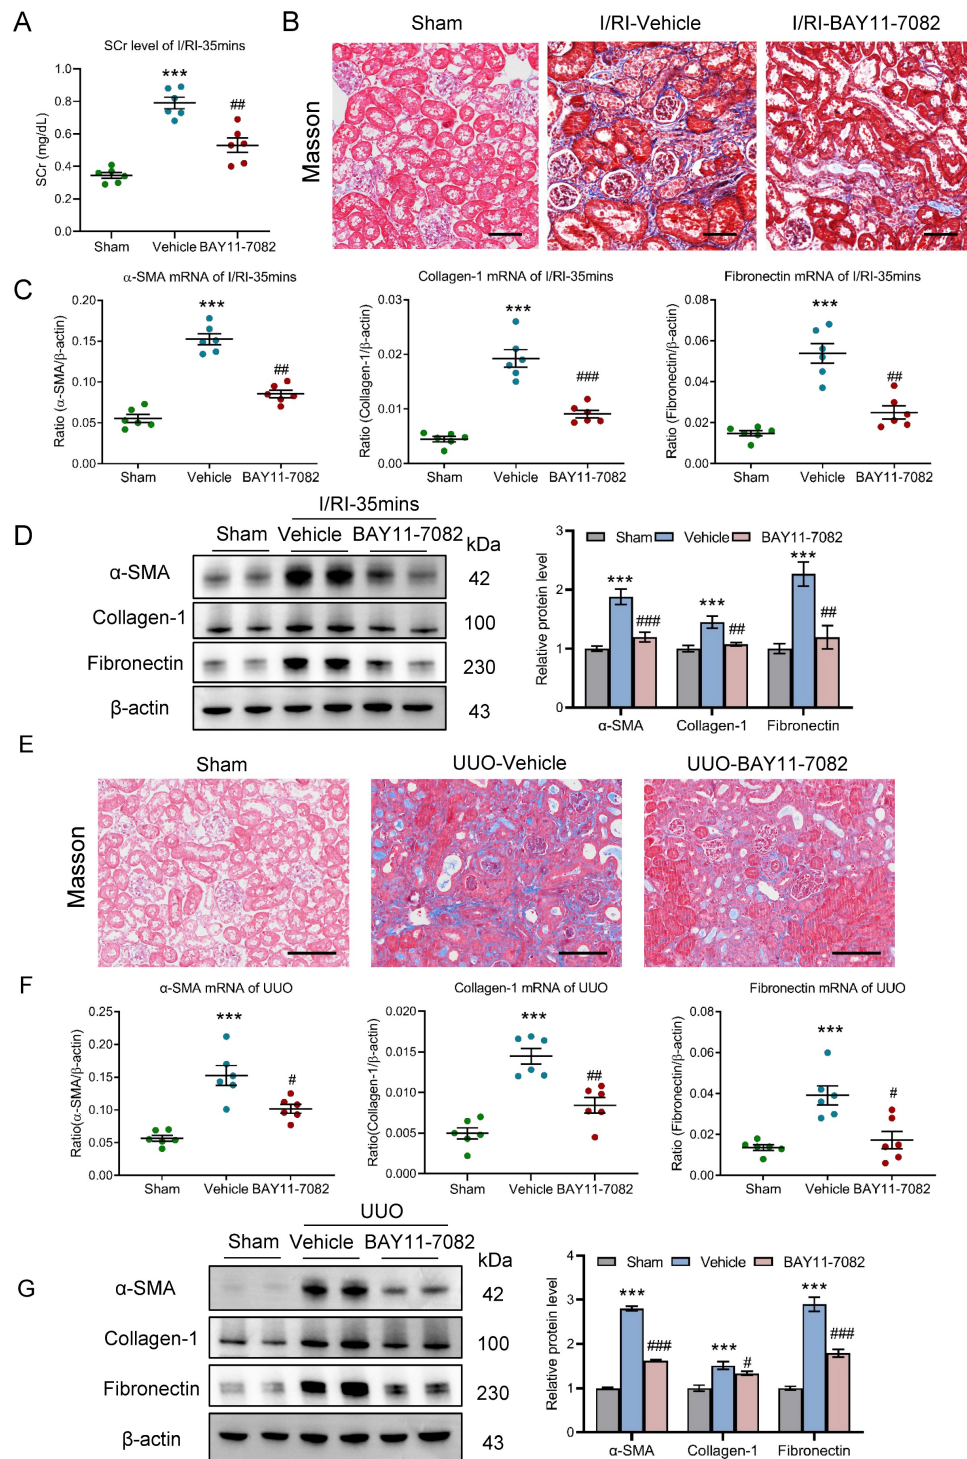 A
SCr level of I/RI-35mins
SCr (mg/dL)
1.0
0.8
0.6
0.4
0.2
0.0
***
##
Sham
Vehicle
BAY11-7082
B
Sham
I/RI-Vehicle
I/RI-BAY11-7082
Masson
C
α-SMA mRNA of I/RI-35mins
Ratio (α-SMA/β-actin)
0.20
0.15
0.10
0.05
0.00
***
##
Sham
Vehicle
BAY11-7082
Collagen-1 mRNA of I/RI-35mins
Ratio (Collagen-1/β-actin)
0.03
0.02
0.01
0.00
***
###
Sham
Vehicle
BAY11-7082
Fibronectin mRNA of I/RI-35mins
Ratio (Fibronectin/β-actin)
0.08
0.06
0.04
0.02
0.00
***
##
Sham
Vehicle
BAY11-7082
D
I/RI-35mins
Sham
Vehicle
BAY11-7082
kDa
α-SMA
42
Collagen-1
100
Fibronectin
230
β-actin
43
Relative protein level
3
2
1
0
Sham
Vehicle
BAY11-7082
***
###
***
##
***
##
α-SMA
Collagen-1
Fibronectin
E
Sham
UUO-Vehicle
UUO-BAY11-7082
Masson
F
α-SMA mRNA of UUO
Ratio(α-SMA/β-actin)
0.25
0.20
0.15
0.10
0.05
0.00
***
#
Sham
Vehicle
BAY11-7082
Collagen-1 mRNA of UUO
Ratio(Collagen-1/β-actin)
0.020
0.015
0.010
0.005
0.000
***
##
Sham
Vehicle
BAY11-7082
Fibronectin mRNA of UUO
Ratio (Fibronectin/β-actin)
0.08
0.06
0.04
0.02
0.00
***
#
Sham
Vehicle
BAY11-7082
G
UUO
Sham
Vehicle
BAY11-7082
kDa
α-SMA
42
Collagen-1
100
Fibronectin
230
β-actin
43
Relative protein level
4
3
2
1
0
Sham
Vehicle
BAY11-7082
***
###
***
#
***
###
α-SMA
Collagen-1
Fibronectin